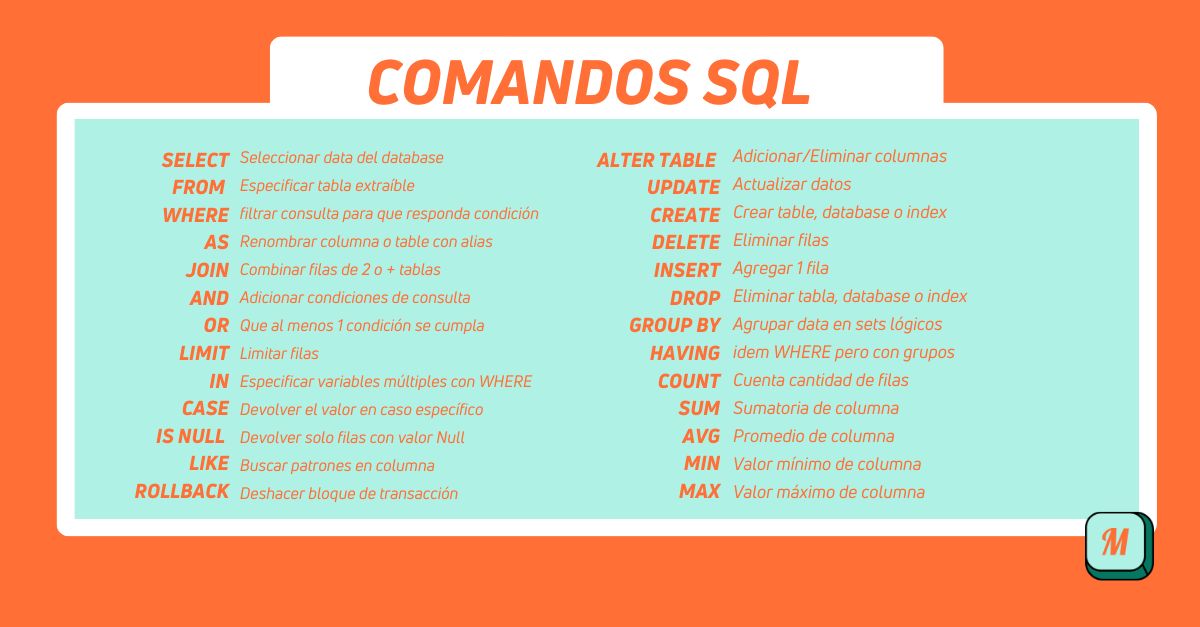 COMANDOS SQL
SELECT Seleccionar data del database
FROM Especificar tabla extraíble
WHERE filtrar consulta para que responda condición
AS Renombrar columna o table con alias
JOIN Combinar filas de 2 o + tablas
AND Adicionar condiciones de consulta
OR Que al menos 1 condición se cumpla
LIMIT Limitar filas
IN Especificar variables múltiples con WHERE
CASE Devolver el valor en caso específico
IS NULL Devolver solo filas con valor Null
LIKE Buscar patrones en columna
ROLLBACK Deshacer bloque de transacción
ALTER TABLE Adicionar/Eliminar columnas
UPDATE Actualizar datos
CREATE Crear table, database o index
DELETE Eliminar filas
INSERT Agregar 1 fila
DROP Eliminar tabla, database o index
GROUP BY Agrupar data en sets lógicos
HAVING idem WHERE pero con grupos
COUNT Cuenta cantidad de filas
SUM Sumatoria de columna
AVG Promedio de columna
MIN Valor mínimo de columna
MAX Valor máximo de columna
M